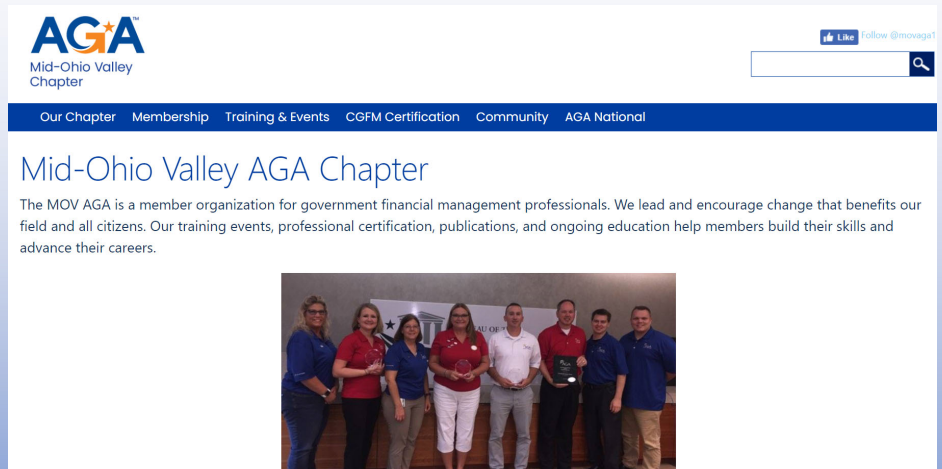 AGA™
Mid-Ohio Valley
Chapter
Like Follow @movaga1
Our Chapter Membership Training & Events CGFM Certification Community AGA National
Mid-Ohio Valley AGA Chapter
The MOV AGA is a member organization for government financial management professionals. We lead and encourage change that benefits our
field and all citizens. Our training events, professional certification, publications, and ongoing education help members build their skills and
advance their careers.
EAU OF T